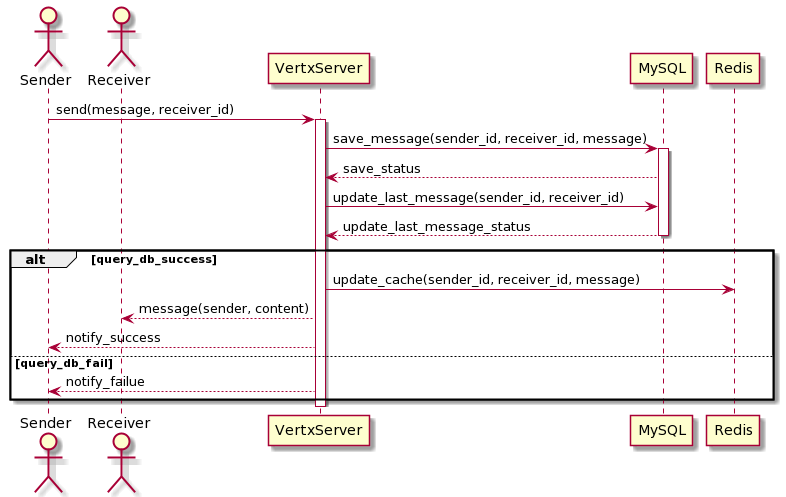 Sender
Receiver
VertxServer
MySQL
Redis
send(message, receiver_id)
save_message(sender_id, receiver_id, message)
save_status
update_last_message(sender_id, receiver_id)
update_last_message_status
alt [query_db_success]
update_cache(sender_id, receiver_id, message)
message(sender, content)
notify_success
[query_db_fail]
notify_failue
Sender
Receiver
VertxServer
MySQL
Redis